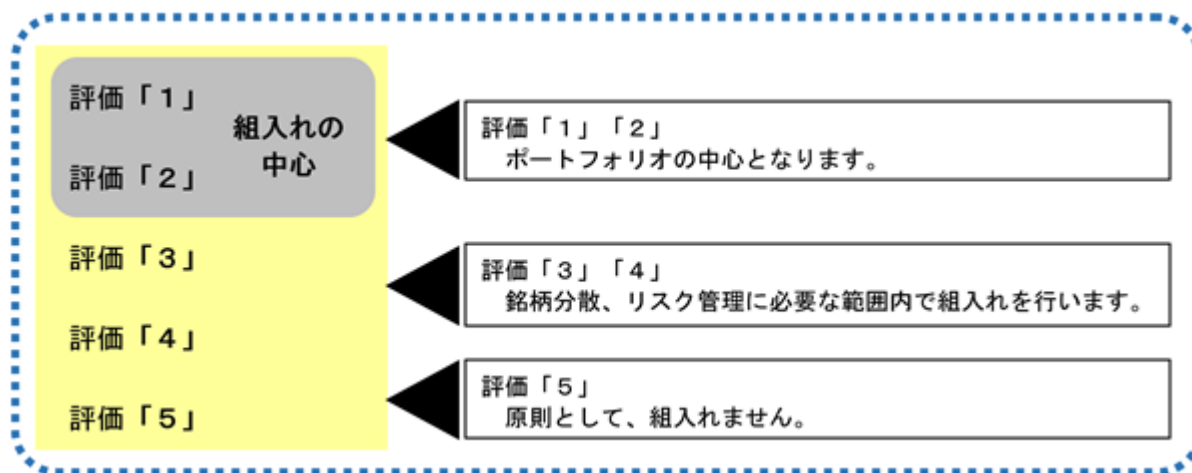 評価「１」
評価「２」
組入れの
中心
評価「３」
評価「４」
評価「５」
評価「１」「２」
ポートフォリオの中心となります。
評価「３」「４」
銘柄分散、リスク管理に必要な範囲内で組入れを行います。
評価「５」
原則として、組入れません。